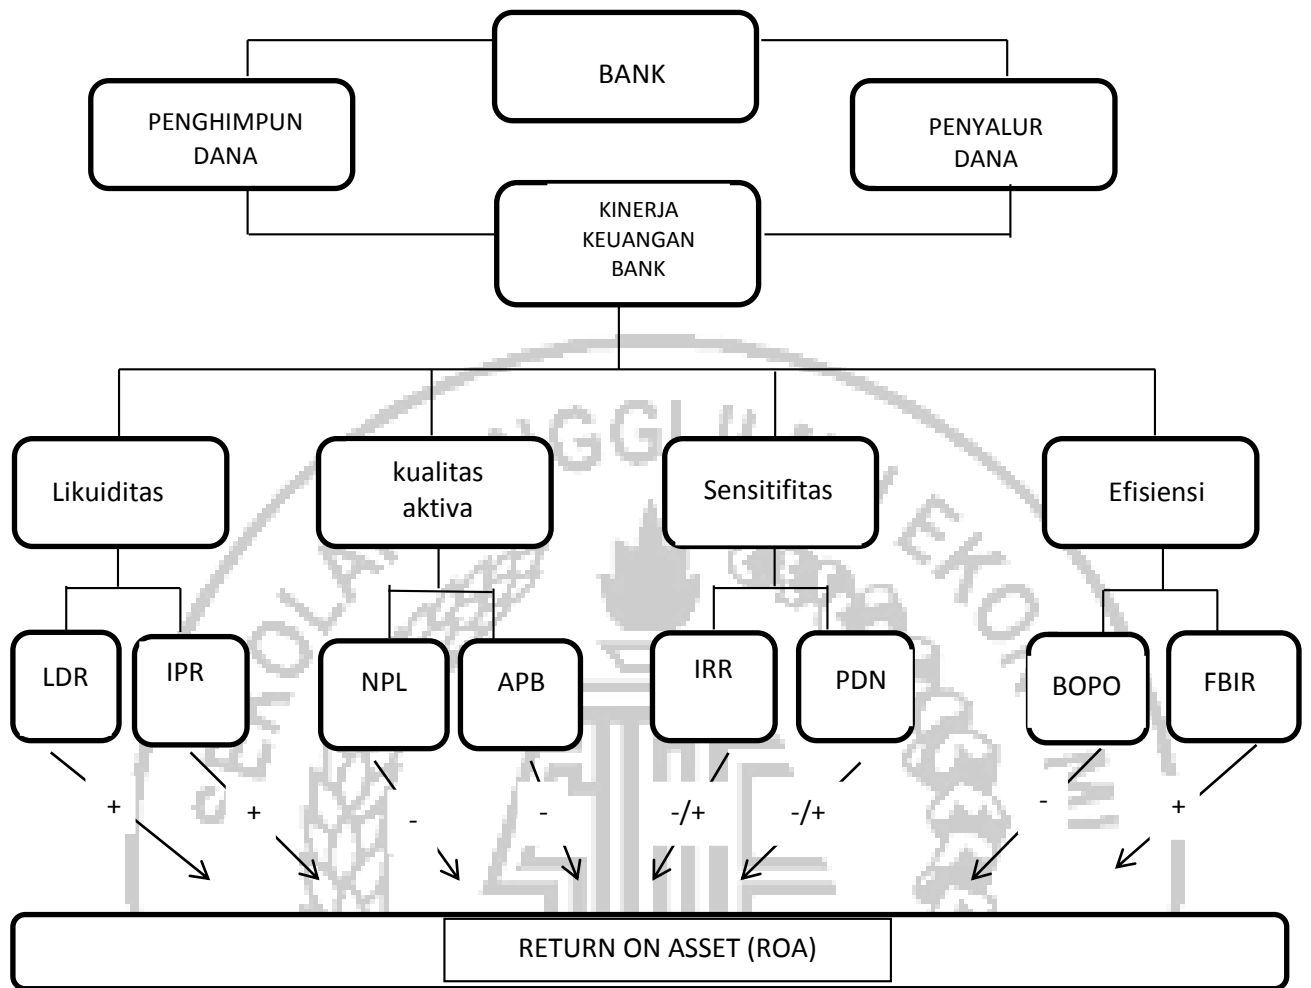 BANK
PENGHIMPUN
DANA
PENYALUR
DANA
KINERJA
KEUANGAN
BANK
Likuiditas
kualitas
aktiva
Sensitifitas
Efisiensi
LDR
IPR
NPL
APB
IRR
PDN
BOPO
FBIR
+
+
-
-
-/+
-/+
-
+
RETURN ON ASSET (ROA)